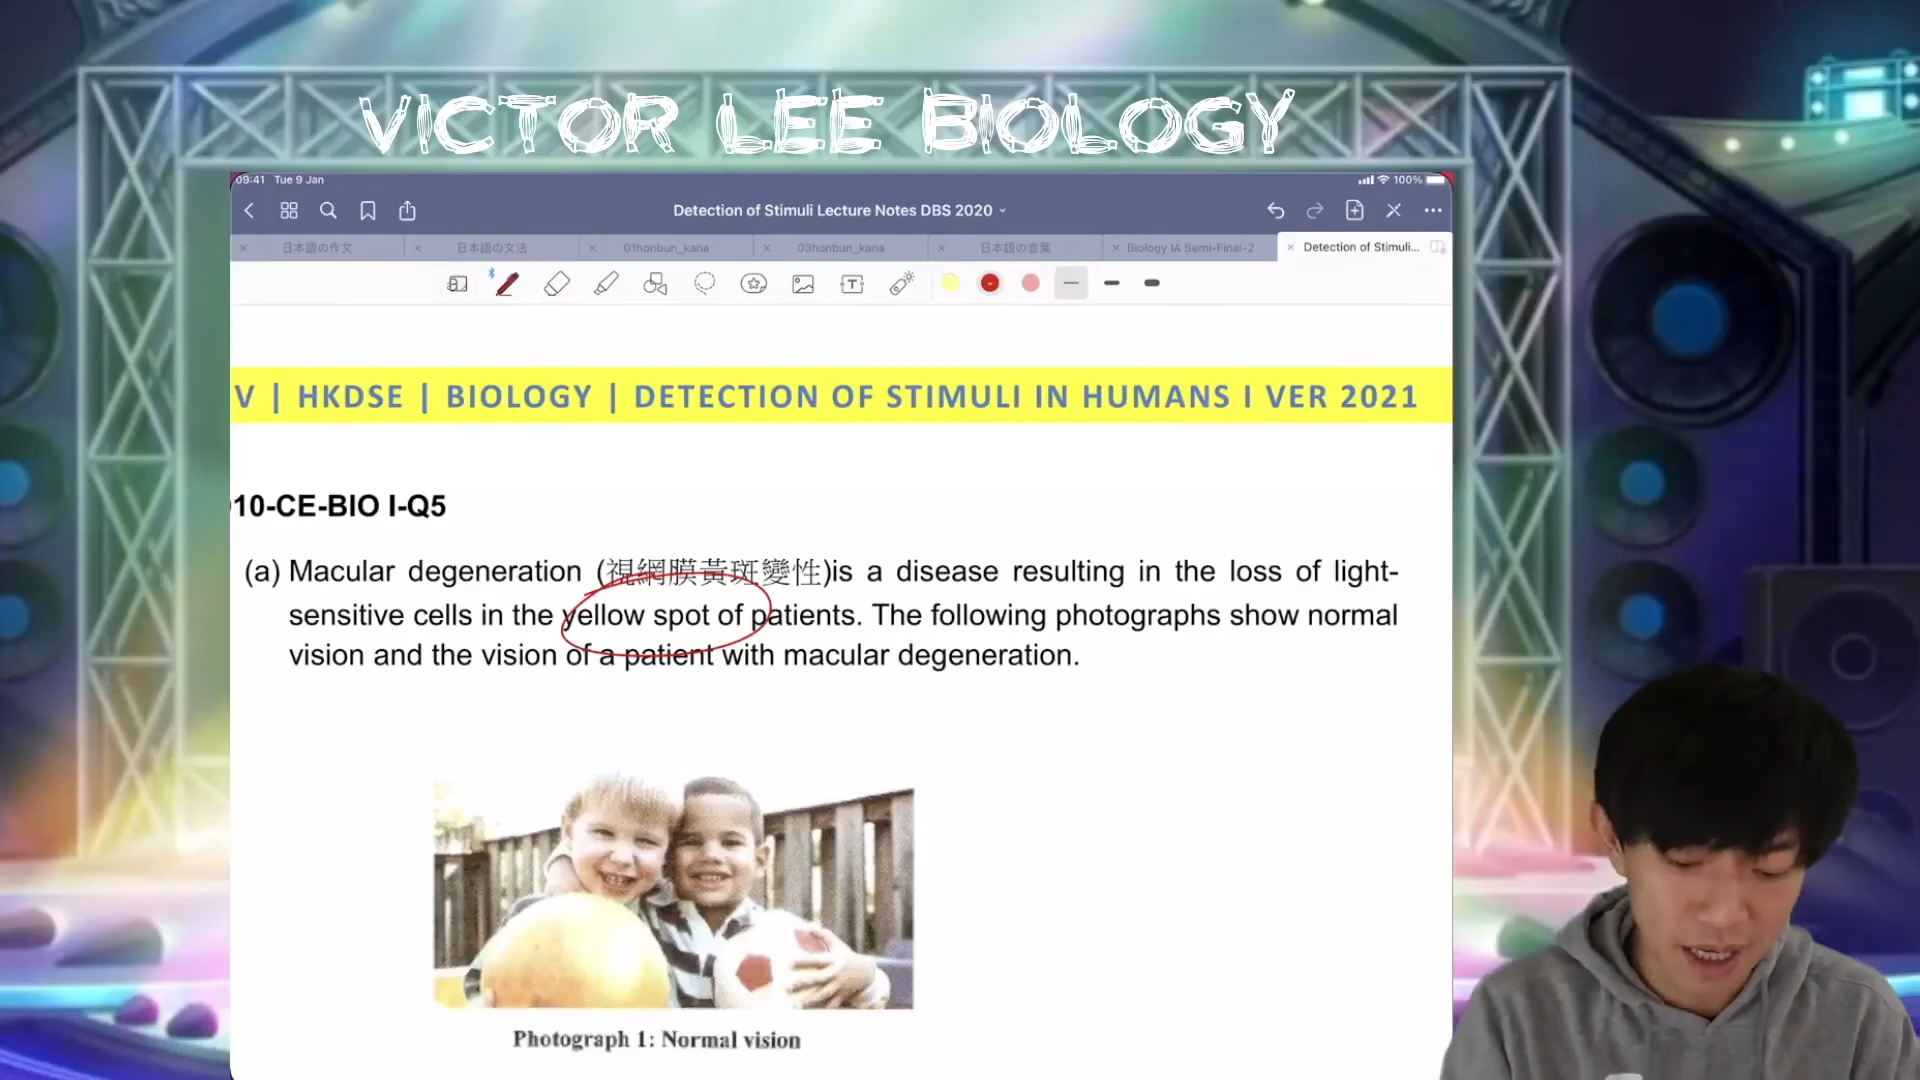 VICTOR LEE BIOLOGY
09:41 Tue 9 Jan
100%
Detection of Stimuli Lecture Notes DBS 2020
日本語の作文
日本語の文法
01honbun_kana
03honbun_kana
日本語の言葉
Biology IA Semi-Final-2
Detection of Stimuli...
V | HKDSE | BIOLOGY | DETECTION OF STIMULI IN HUMANS I VER 2021
10-CE-BIO I-Q5
(a) Macular degeneration (視網膜黃斑變性)is a disease resulting in the loss of light-
sensitive cells in the yellow spot of patients. The following photographs show normal
vision and the vision of a patient with macular degeneration.
Photograph 1: Normal vision